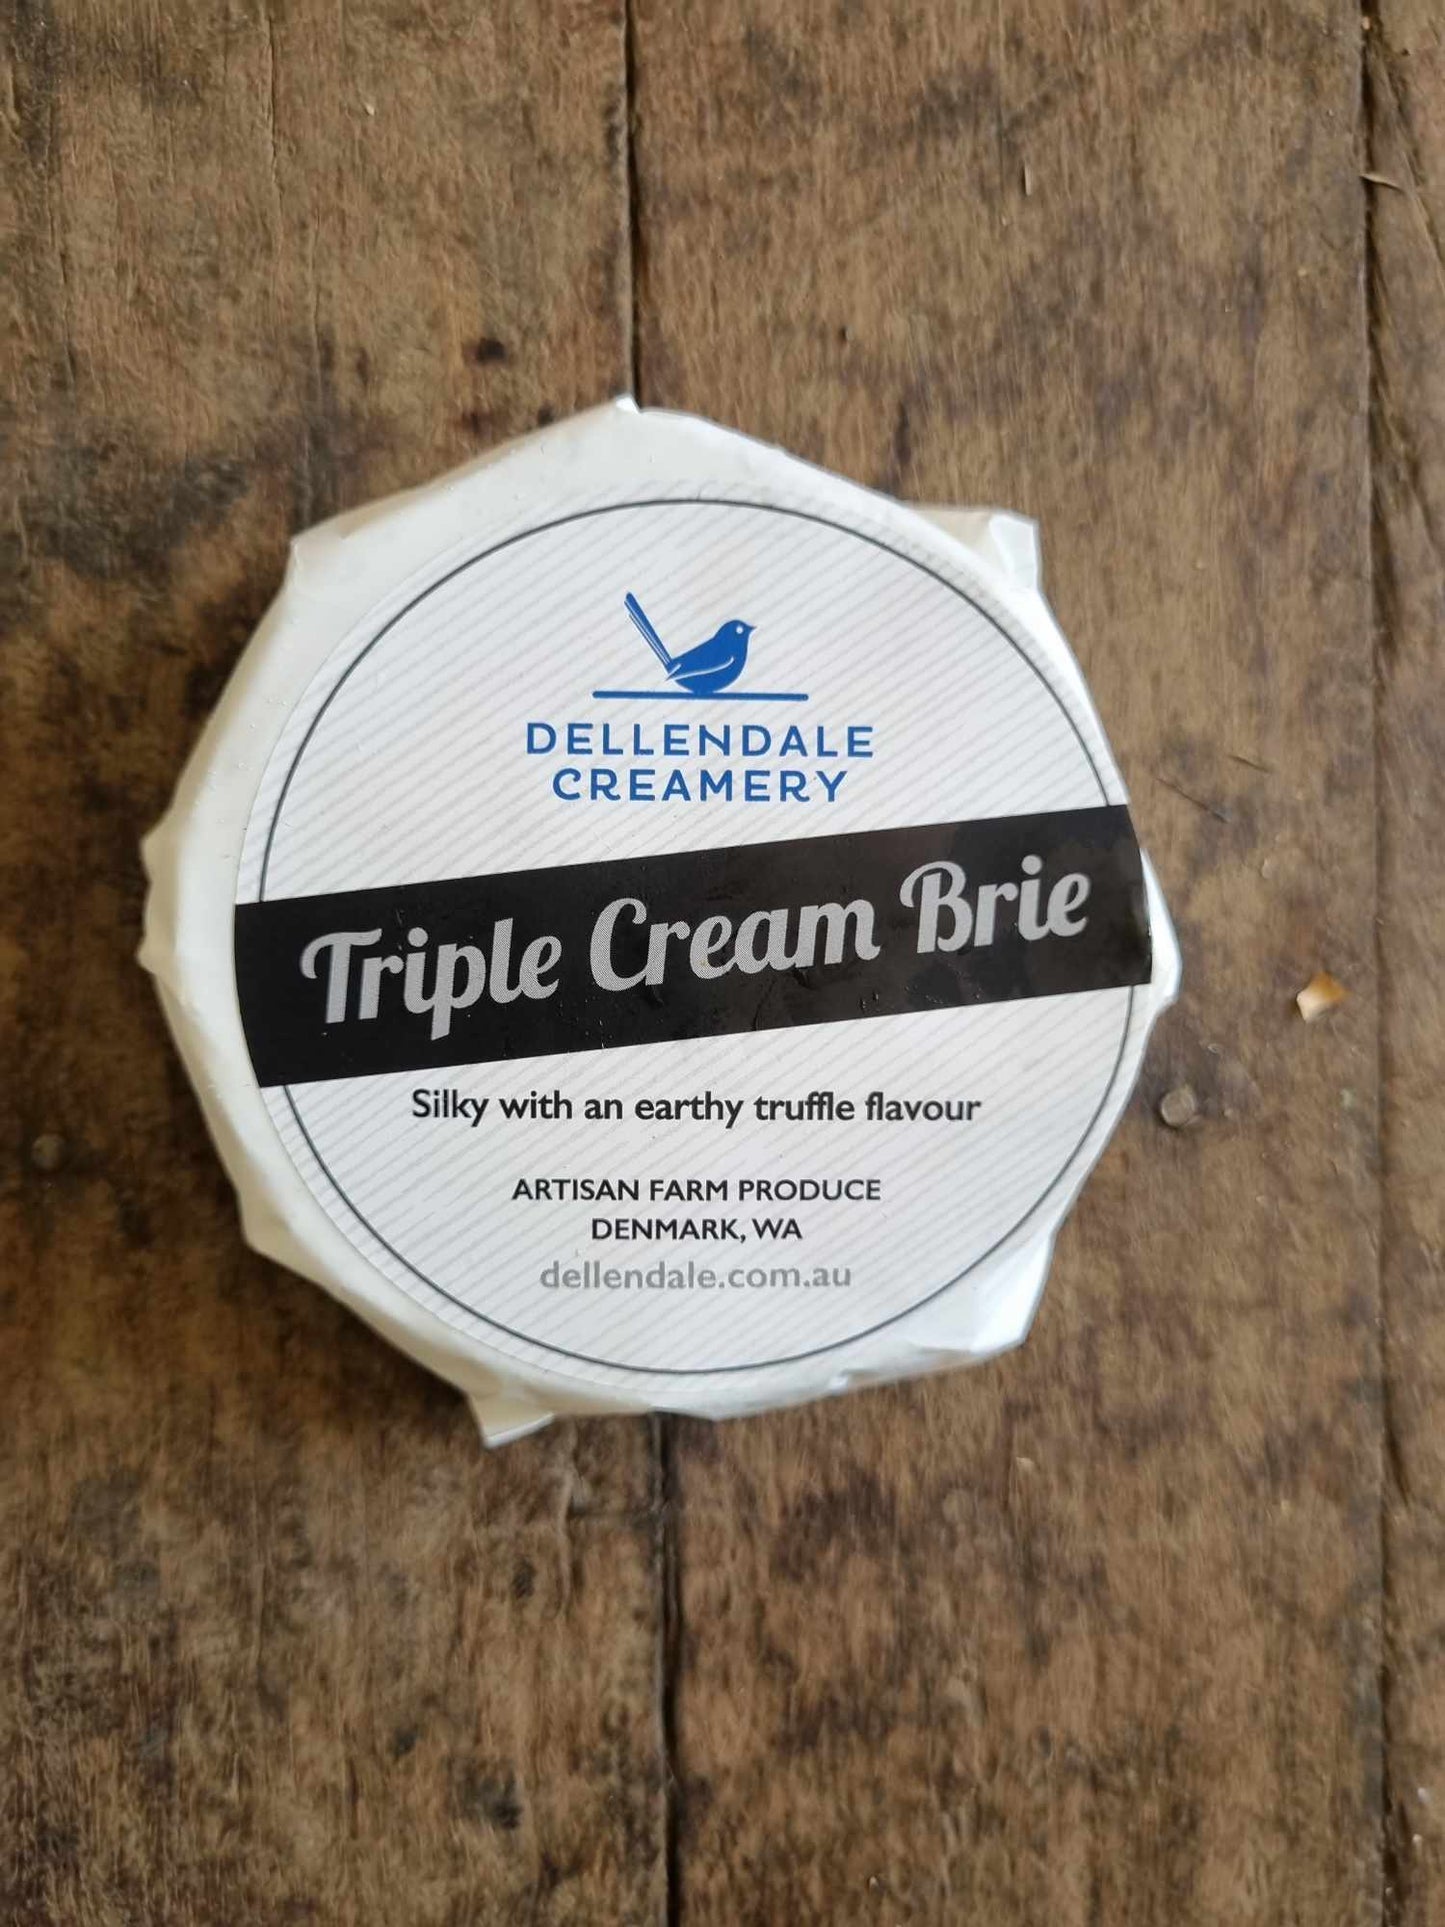 DELLENDALE
CREAMERY
Triple Cream Brie
Silky with an earthy truffle flavour
ARTISAN FARM PRODUCE
DENMARK, WA
dellendale.com.au